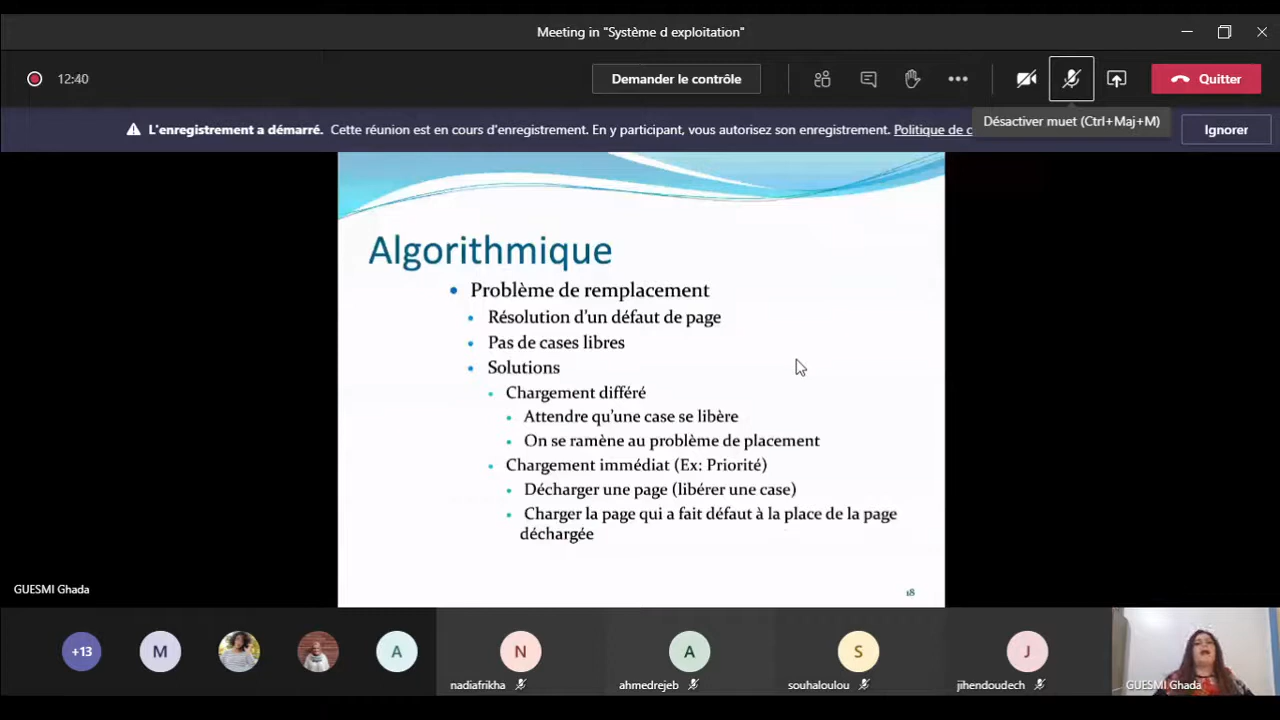 Meeting in "Système d exploitation"
12:40
Demander le contrôle
Quitter
L'enregistrement a démarré. Cette réunion est en cours d'enregistrement. En y participant, vous autorisez son enregistrement. Politique de c
Désactiver muet (Ctrl+Maj+M)
Ignorer
Algorithmique
Problème de remplacement
Résolution d'un défaut de page
Pas de cases libres
Solutions
Chargement différé
Attendre qu'une case se libère
On se ramène au problème de placement
Chargement immédiat (Ex: Priorité)
Décharger une page (libérer une case)
Charger la page qui a fait défaut à la place de la page
déchargée
18
GUESMI Ghada
+13
M
A
N
A
S
J
nadiafrikha
ahmedrejeb
souhaloulou
jihendoudech
GUESMI Ghada